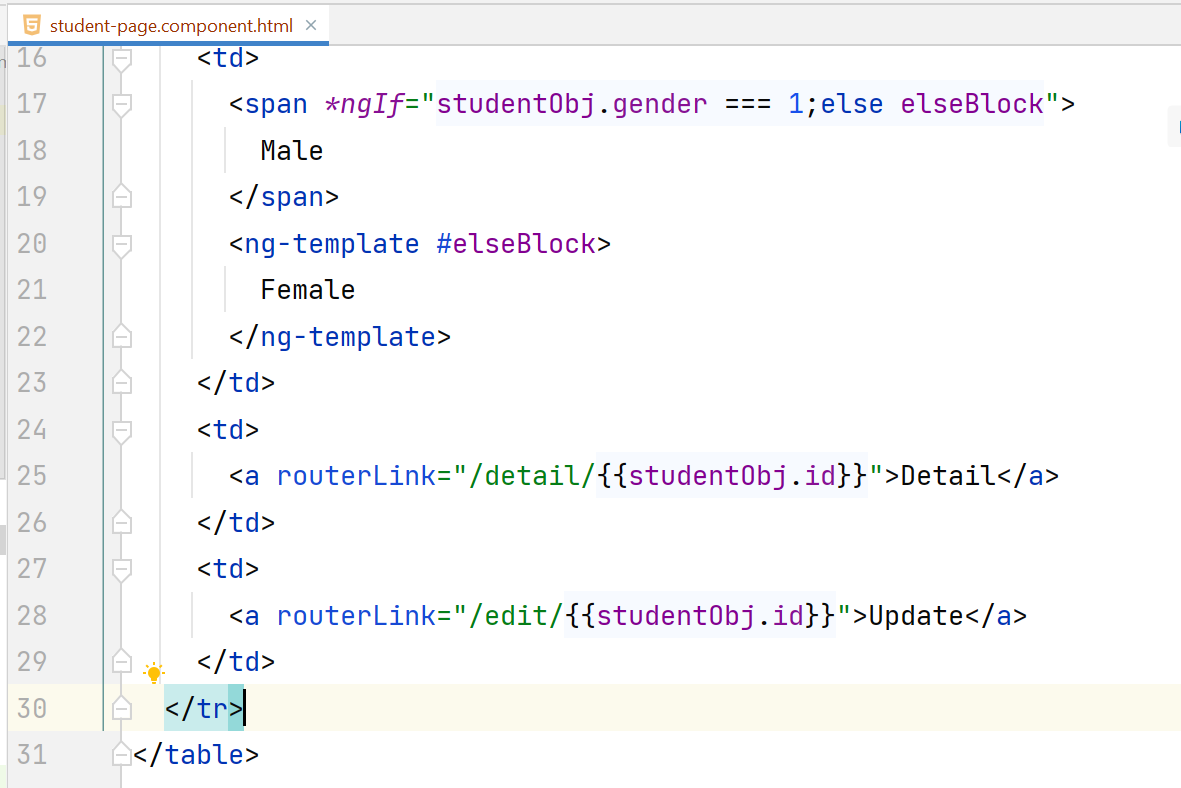 student-page.component.html ×
16 <td>
17 <span *ngIf="studentObj.gender === 1;else elseBlock">
18 Male
19 </span>
20 <ng-template #elseBlock>
21 Female
22 </ng-template>
23 </td>
24 <td>
25 <a routerLink="/detail/{{studentObj.id}}">Detail</a>
26 </td>
27 <td>
28 <a routerLink="/edit/{{studentObj.id}}">Update</a>
29 </td>
30 </tr>
31 </table>